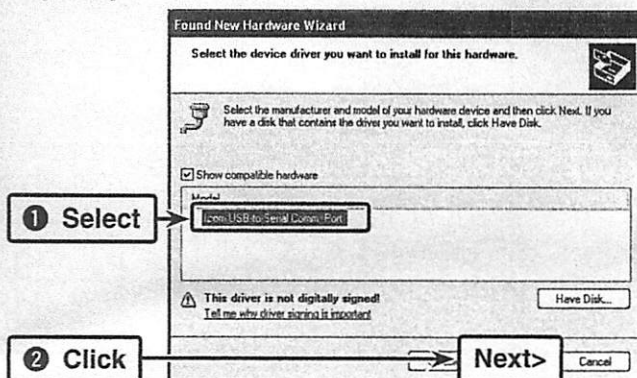 Found New Hardware Wizard
Select the device driver you want to install for this hardware.
Select the manufacturer and model of your hardware device and then click Next. If you
have a disk that contains the driver you want to install, click Have Disk.
Show compatible hardware
Model
❶ Select
Icom USB to Serial Comm. Port
This driver is not digitally signed!
Have Disk...
Tell me why driver signing is important
❷ Click
Next>
Cancel